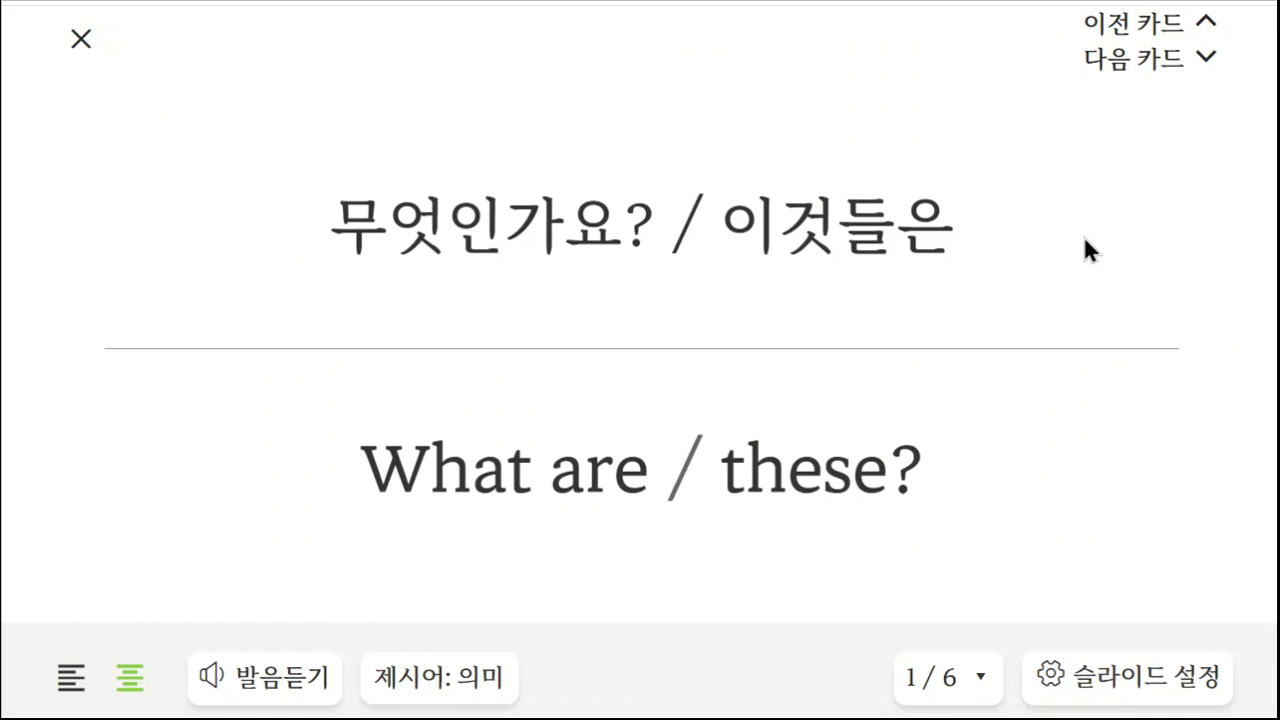 이전 카드
다음 카드
무엇인가요? / 이것들은
What are / these?
발음듣기 제시어: 의미 1 / 6 슬라이드 설정